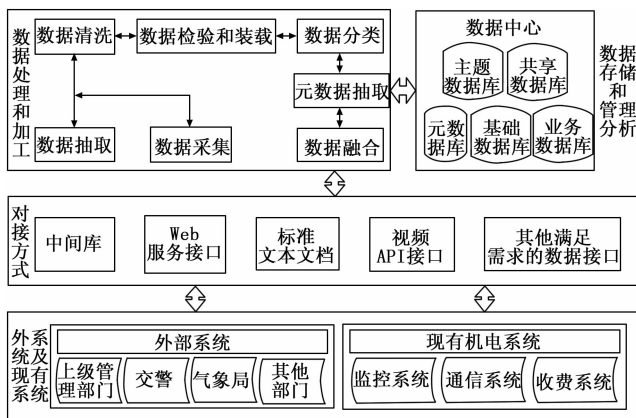 数据处理和加工
数据清洗
数据检验和装载
数据分类
元数据抽取
数据抽取
数据采集
数据融合
数据中心
主题
数据库
共享
数据库
元数
据库
基础
数据库
业务
数据库
数据
存储
和
管理
分析
对接方式
中间库
Web
服务接口
标准
文本文档
视频
API接口
其他满足
需求的数据接口
外系
统及
现有
系统
外部系统
上级管
理部门
交警
气象局
其他
部门
现有机电系统
监控系统
通信系统
收费系统